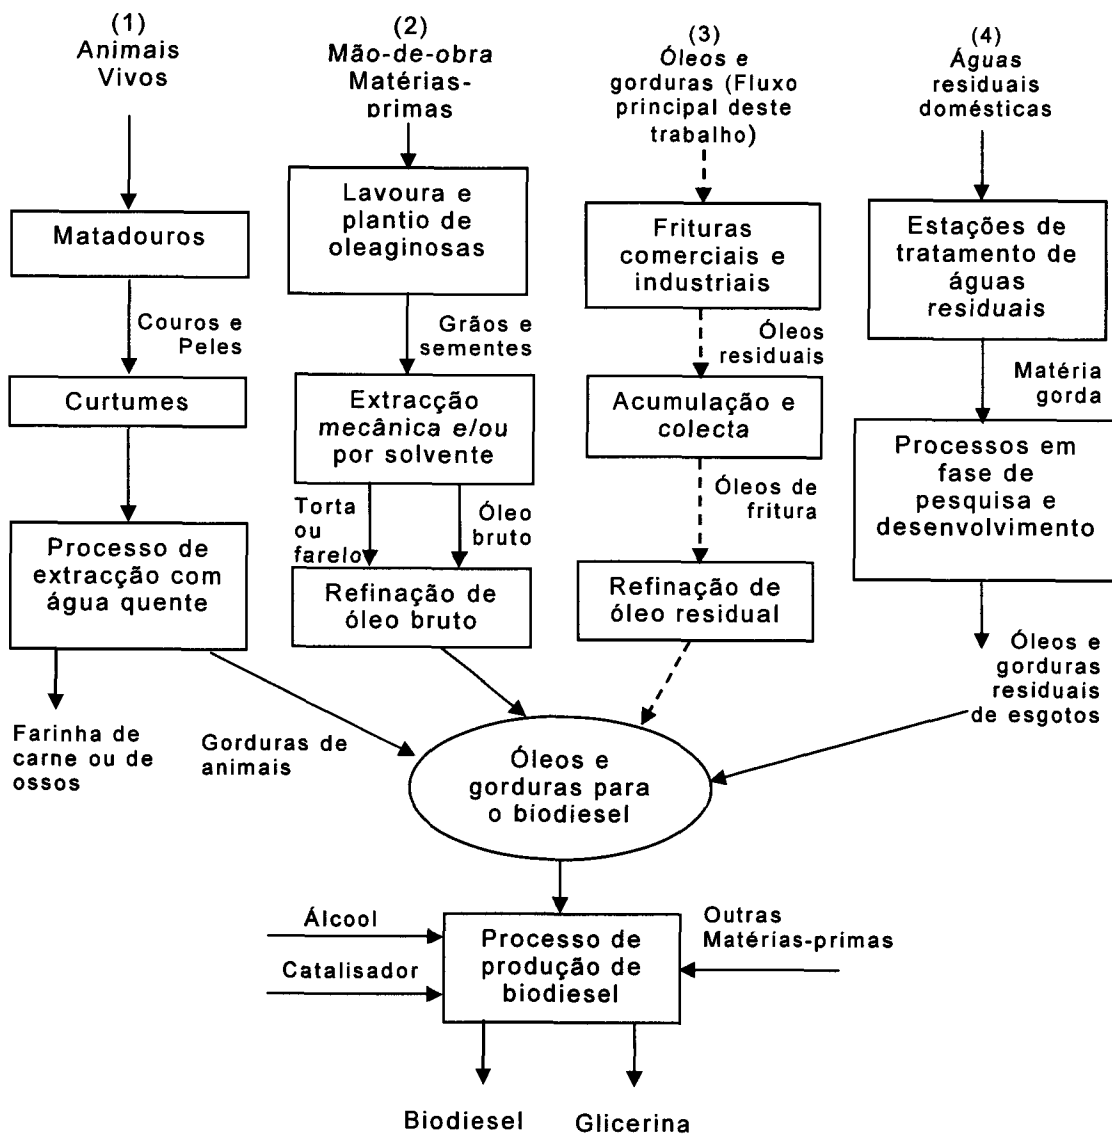 (1)
Animais
Vivos
(2)
Mão-de-obra
Matérias-
primas
(3)
Óleos e
gorduras (Fluxo
principal deste
trabalho)
(4)
Águas
residuais
domésticas
Matadouros
Lavoura e
plantio de
oleaginosas
Frituras
comerciais e
industriais
Estações de
tratamento de
águas
residuais
Couros e
Peles
Grãos e
sementes
Óleos
residuais
Matéria
gorda
Curtumes
Extracção
mecânica e/ou
por solvente
Acumulação e
colecta
Processos em
fase de
pesquisa e
desenvolvimento
Torta
ou
farelo
Óleo
bruto
Óleos de
fritura
Processo de
extracção com
água quente
Refinação de
óleo bruto
Refinação de
óleo residual
Óleos e
gorduras
residuais
de esgotos
Farinha de
carne ou de
ossos
Gorduras de
animais
Óleos e
gorduras para
o biodiesel
Álcool
Catalisador
Processo de
produção de
biodiesel
Outras
Matérias-primas
Biodiesel
Glicerina